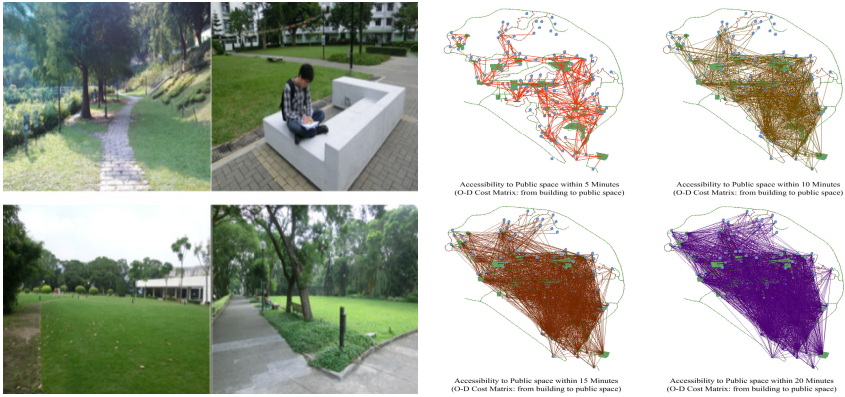 Accessibility to Public space within 5 Minutes
(O-D Cost Matrix: from building to public space)
Accessibility to Public space within 10 Minutes
(O-D Cost Matrix: from building to public space)
Accessibility to Public space within 15 Minutes
(O-D Cost Matrix: from building to public space)
Accessibility to Public space within 20 Minutes
(O-D Cost Matrix: from building to public space)